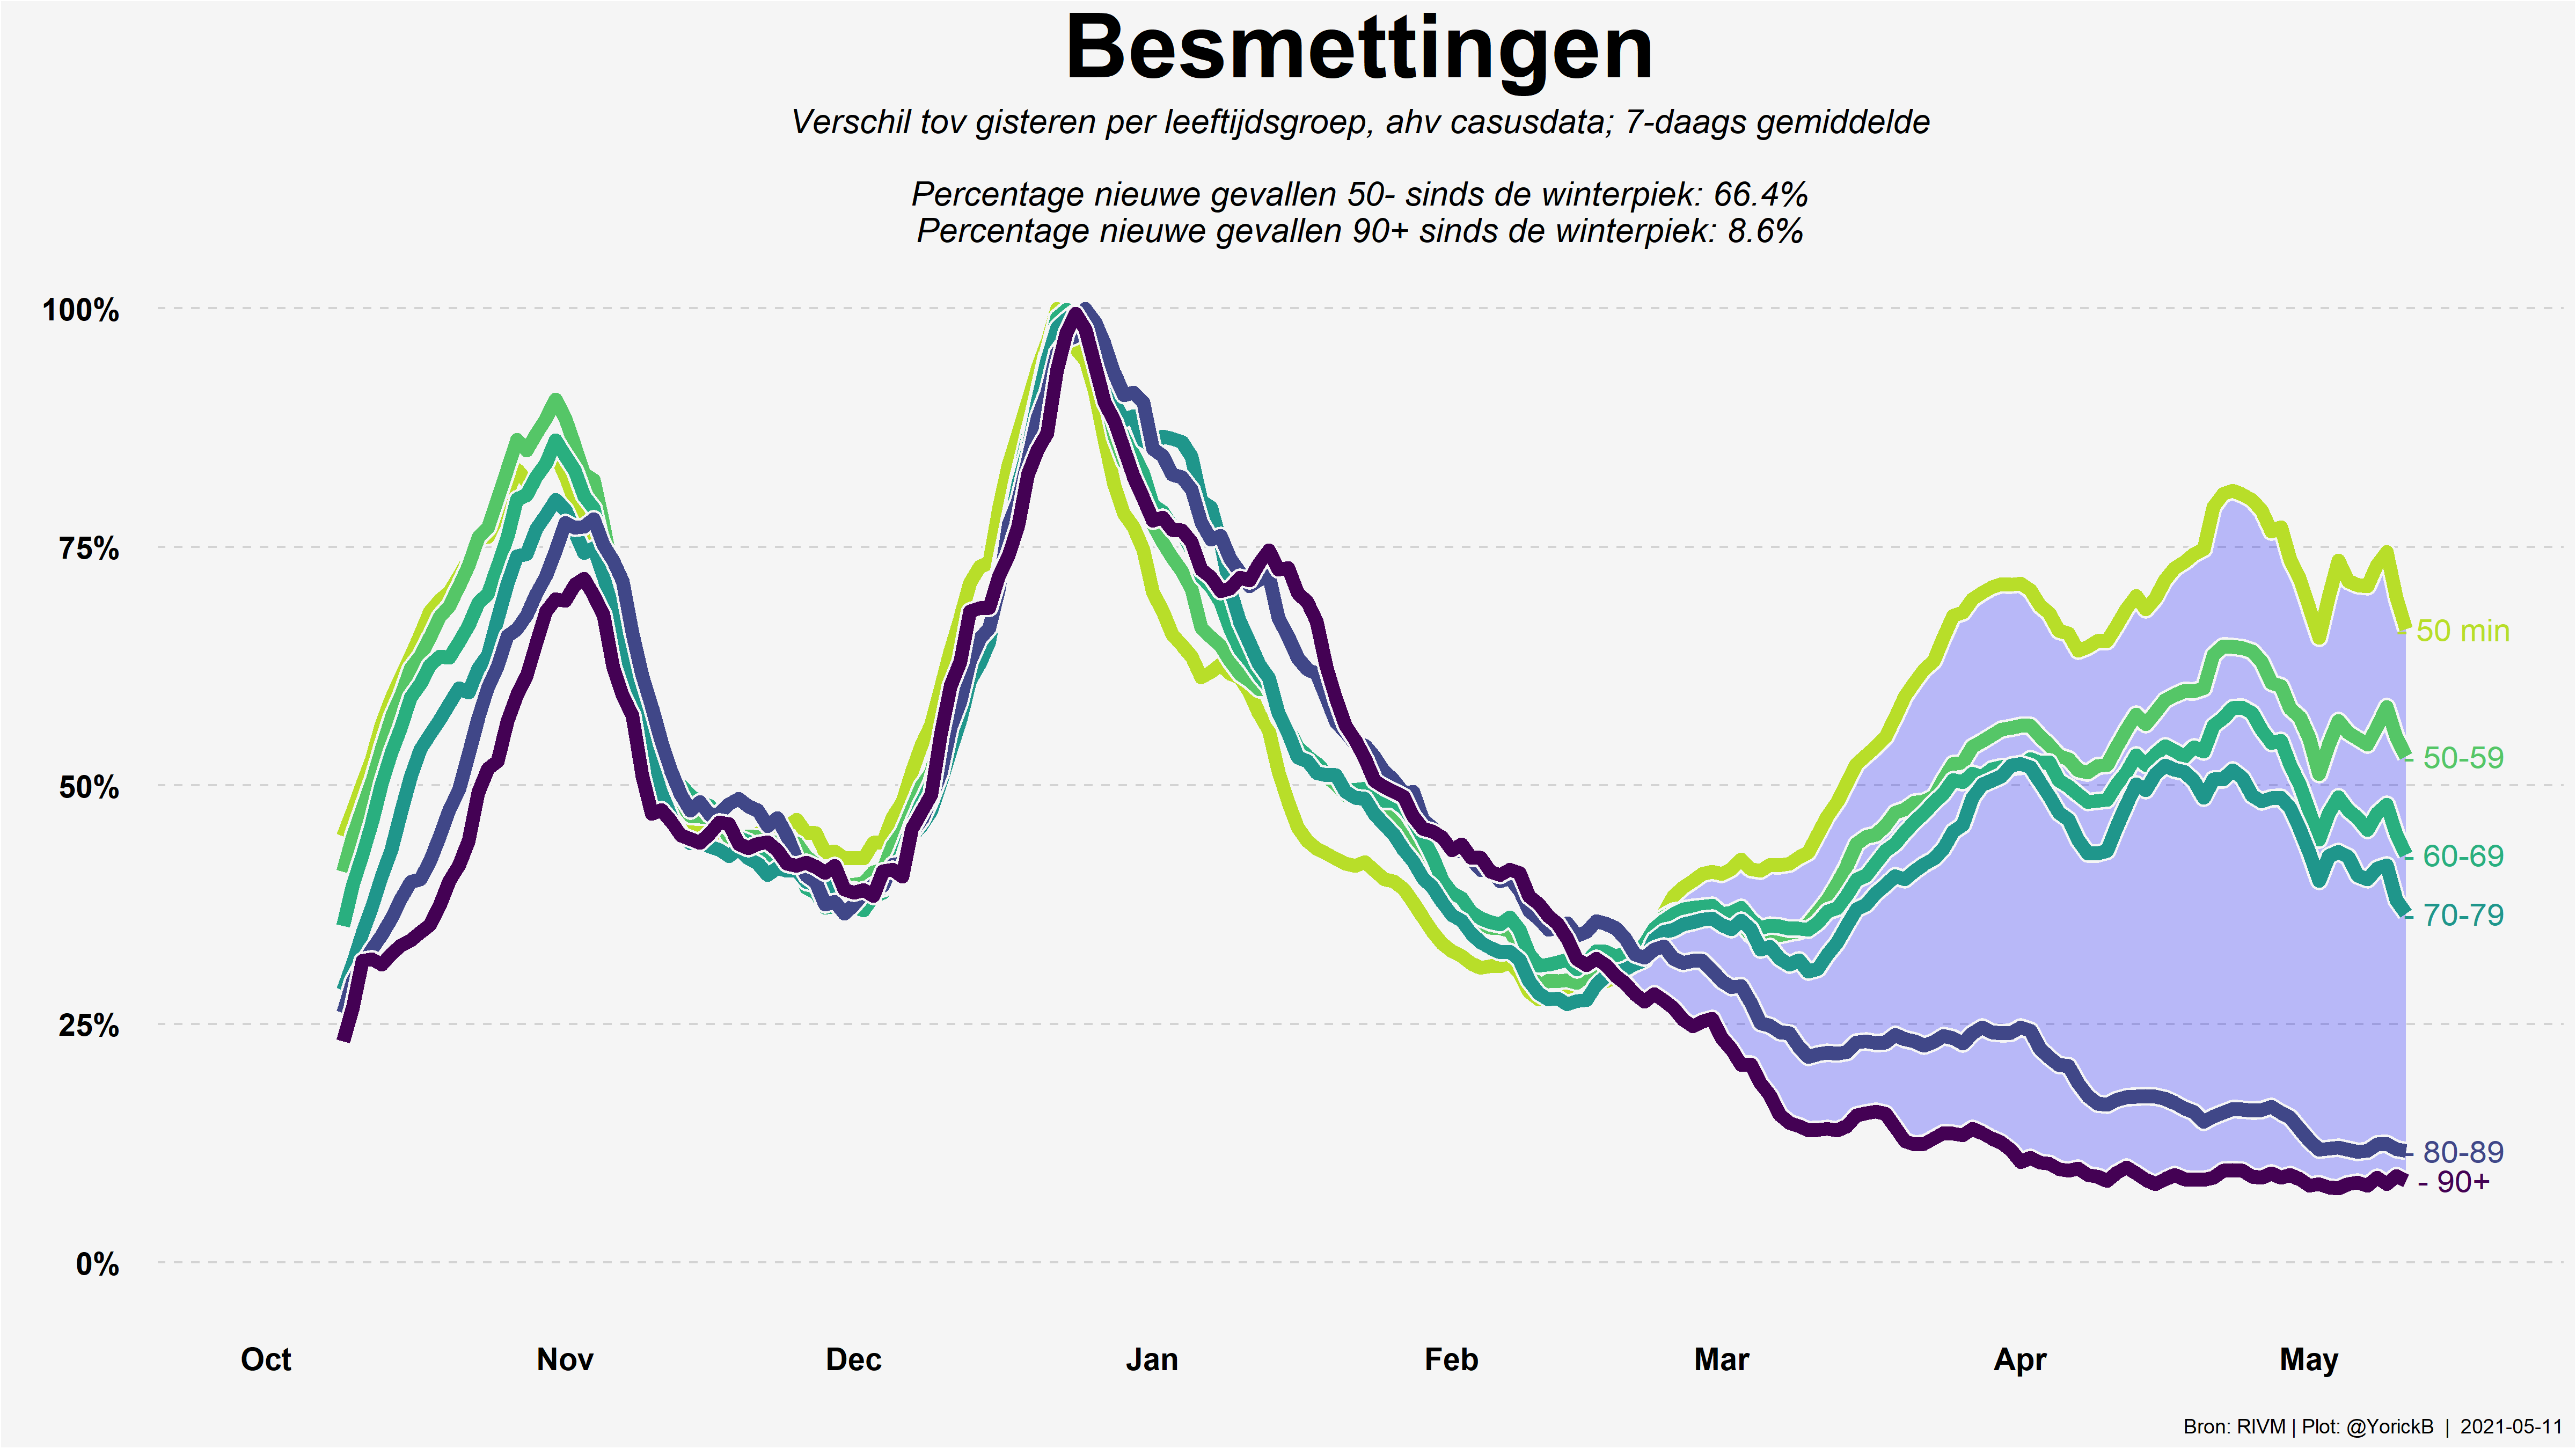 Besmettingen
Verschil tov gisteren per leeftijdsgroep, ahv casusdata; 7-daags gemiddelde
Percentage nieuwe gevallen 50- sinds de winterpiek: 66.4%
Percentage nieuwe gevallen 90+ sinds de winterpiek: 8.6%
100%
75%
50%
25%
0%
50 min
50-59
60-69
70-79
80-89
- 90+
Oct Nov Dec Jan Feb Mar Apr May
Bron: RIVM | Plot: @YorickB | 2021-05-11